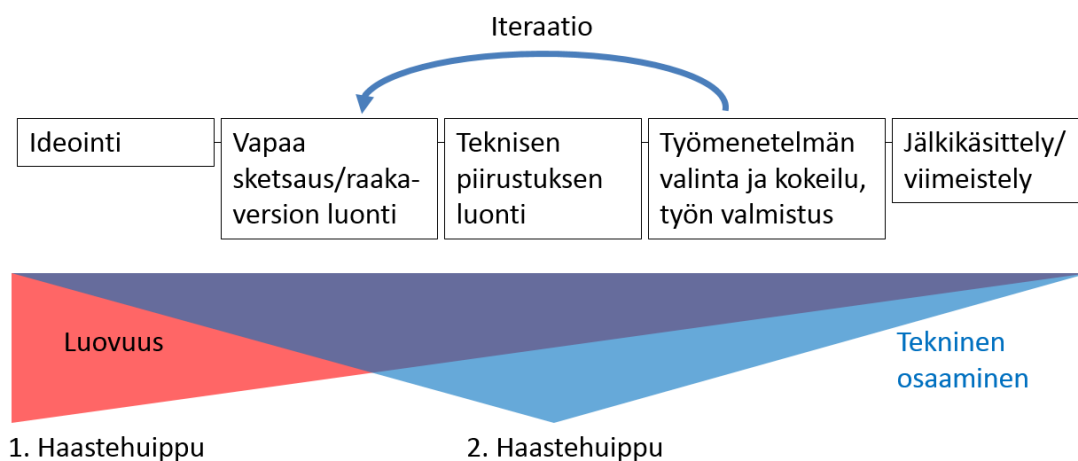 Iteraatio
Ideointi
Vapaa
sketsaus/raaka-
version luonti
Teknisen
piirustuksen
luonti
Työmenetelmän
valinta ja kokeilu,
työn valmistus
Jälkikäsittely/
viimeistely
Luovuus
Tekninen
osaaminen
1. Haastehuippu
2. Haastehuippu